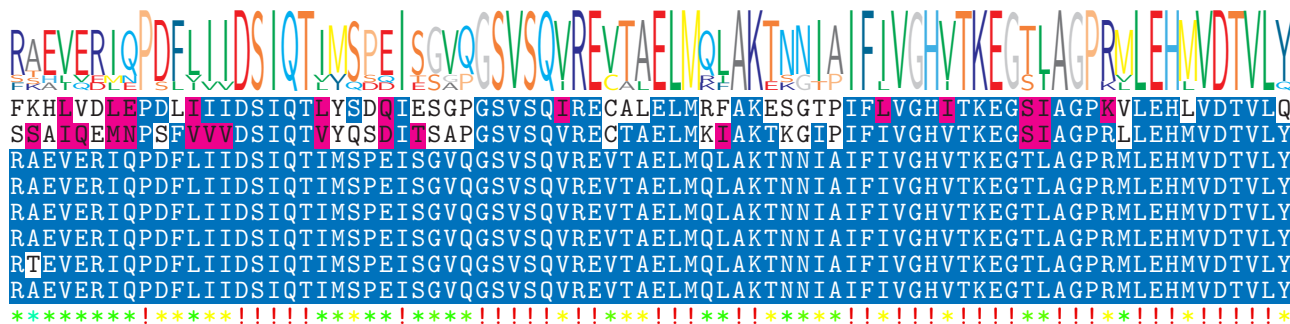 RAEVERIQPDFLIIDSIQTIMSPEISGVQGSVSQVREVTAELMQLAKTNNIAIFIVGHVTKEGTLAGPRMLEHMVDTVLY
FKHLVDLEPDLIIIDSIQTLYSDQIESGPGSVSQIRECALELMRFAKESGTPIFLVGHITKEGSIAGPKVLEHLVDTVLQ
SSAIQEMNPSFVVVDSIQTVYQSDITSAPGSVSQVRECTAELMKIAKTKGIPIFIVGHVTKEGSIAGPRLLEHMVDTVLY
RAEVERIQPDFLIIDSIQTIMSPEISGVQGSVSQVREVTAELMQLAKTNNIAIFIVGHVTKEGTLAGPRMLEHMVDTVLY
RAEVERIQPDFLIIDSIQTIMSPEISGVQGSVSQVREVTAELMQLAKTNNIAIFIVGHVTKEGTLAGPRMLEHMVDTVLY
RAEVERIQPDFLIIDSIQTIMSPEISGVQGSVSQVREVTAELMQLAKTNNIAIFIVGHVTKEGTLAGPRMLEHMVDTVLY
RAEVERIQPDFLIIDSIQTIMSPEISGVQGSVSQVREVTAELMQLAKTNNIAIFIVGHVTKEGTLAGPRMLEHMVDTVLY
RTEVERIQPDFLIIDSIQTIMSPEISGVQGSVSQVREVTAELMQLAKTNNIAIFIVGHVTKEGTLAGPRMLEHMVDTVLY
RAEVERIQPDFLIIDSIQTIMSPEISGVQGSVSQVREVTAELMQLAKTNNIAIFIVGHVTKEGTLAGPRMLEHMVDTVLY
********!*****!!!!!*****!****!!!!!*!!***!!!**!!*****!!*!!!*!!!!**!!!**!!!*!!!!!*